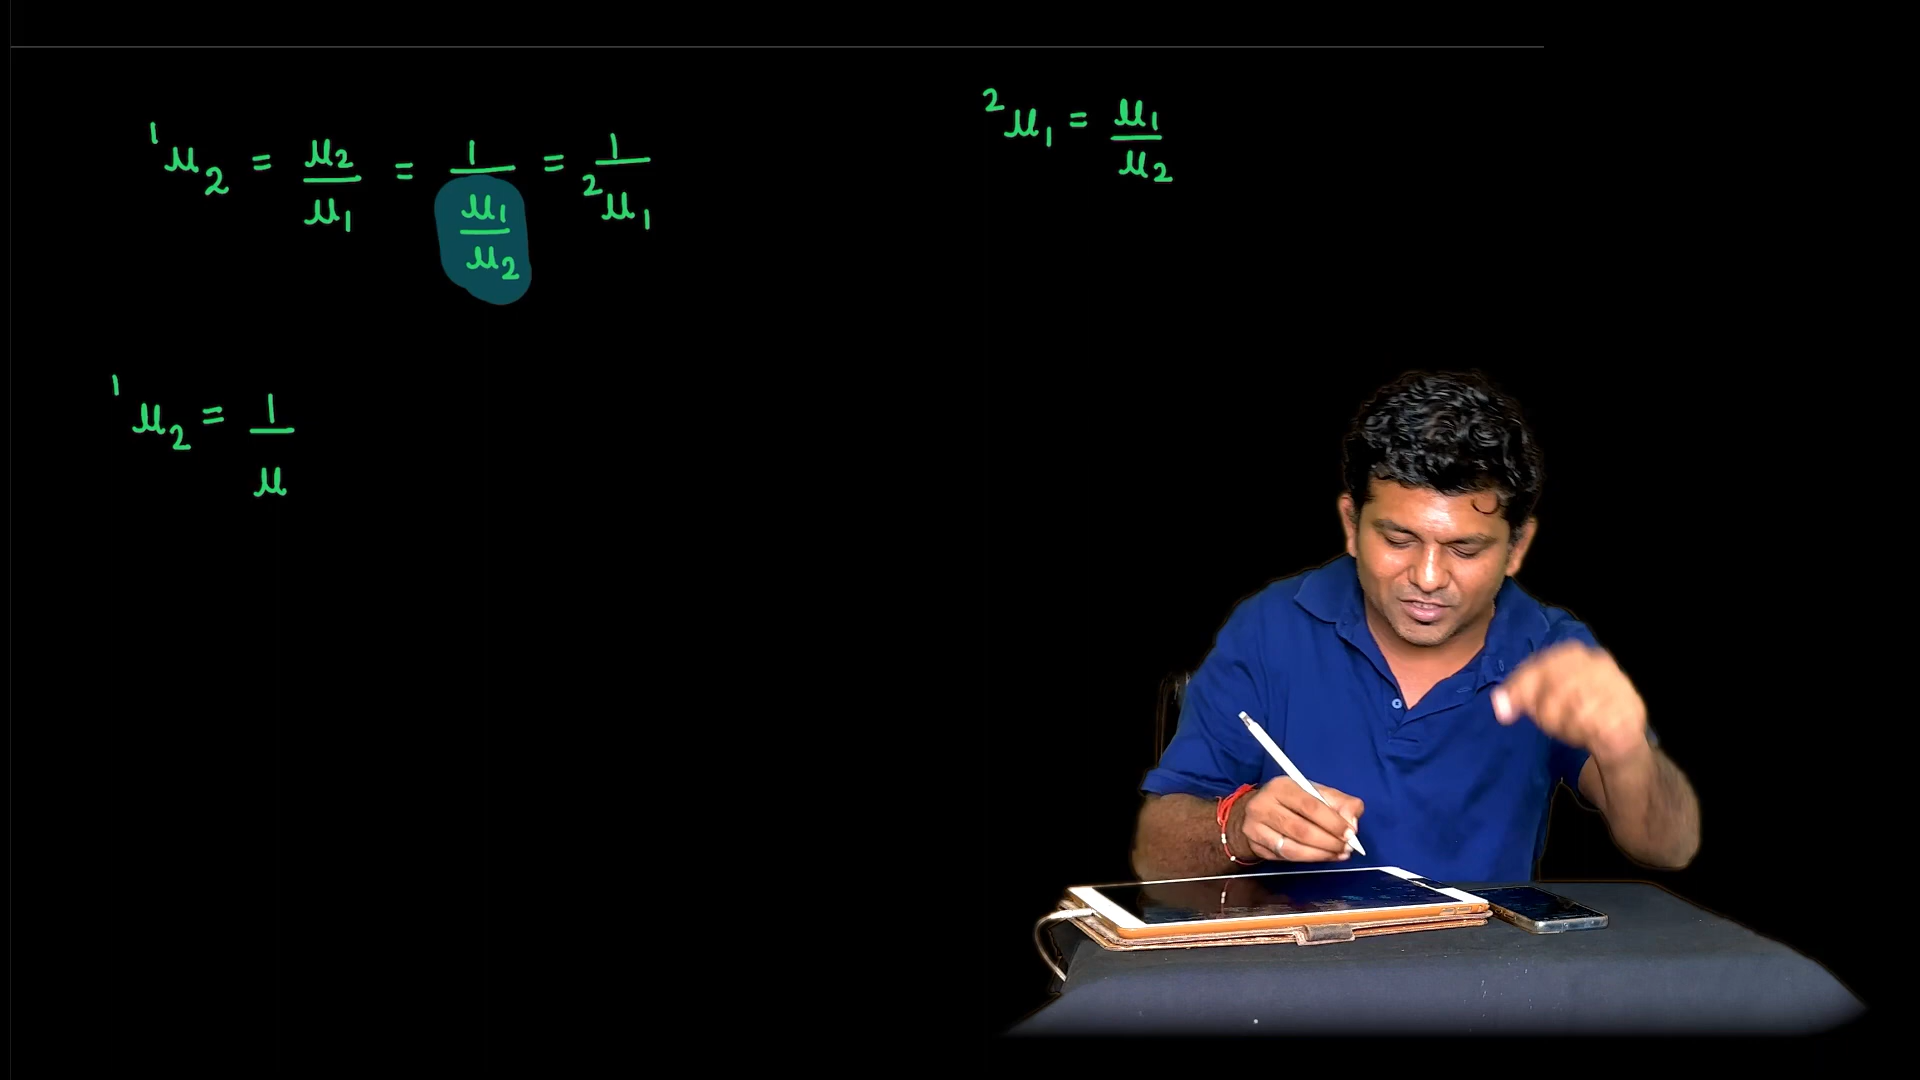 ¹μ₂ = μ₂/μ₁ = 1/(μ₁/μ₂) = 1/²μ₁
²μ₁ = μ₁/μ₂
¹μ₂ = 1/μ